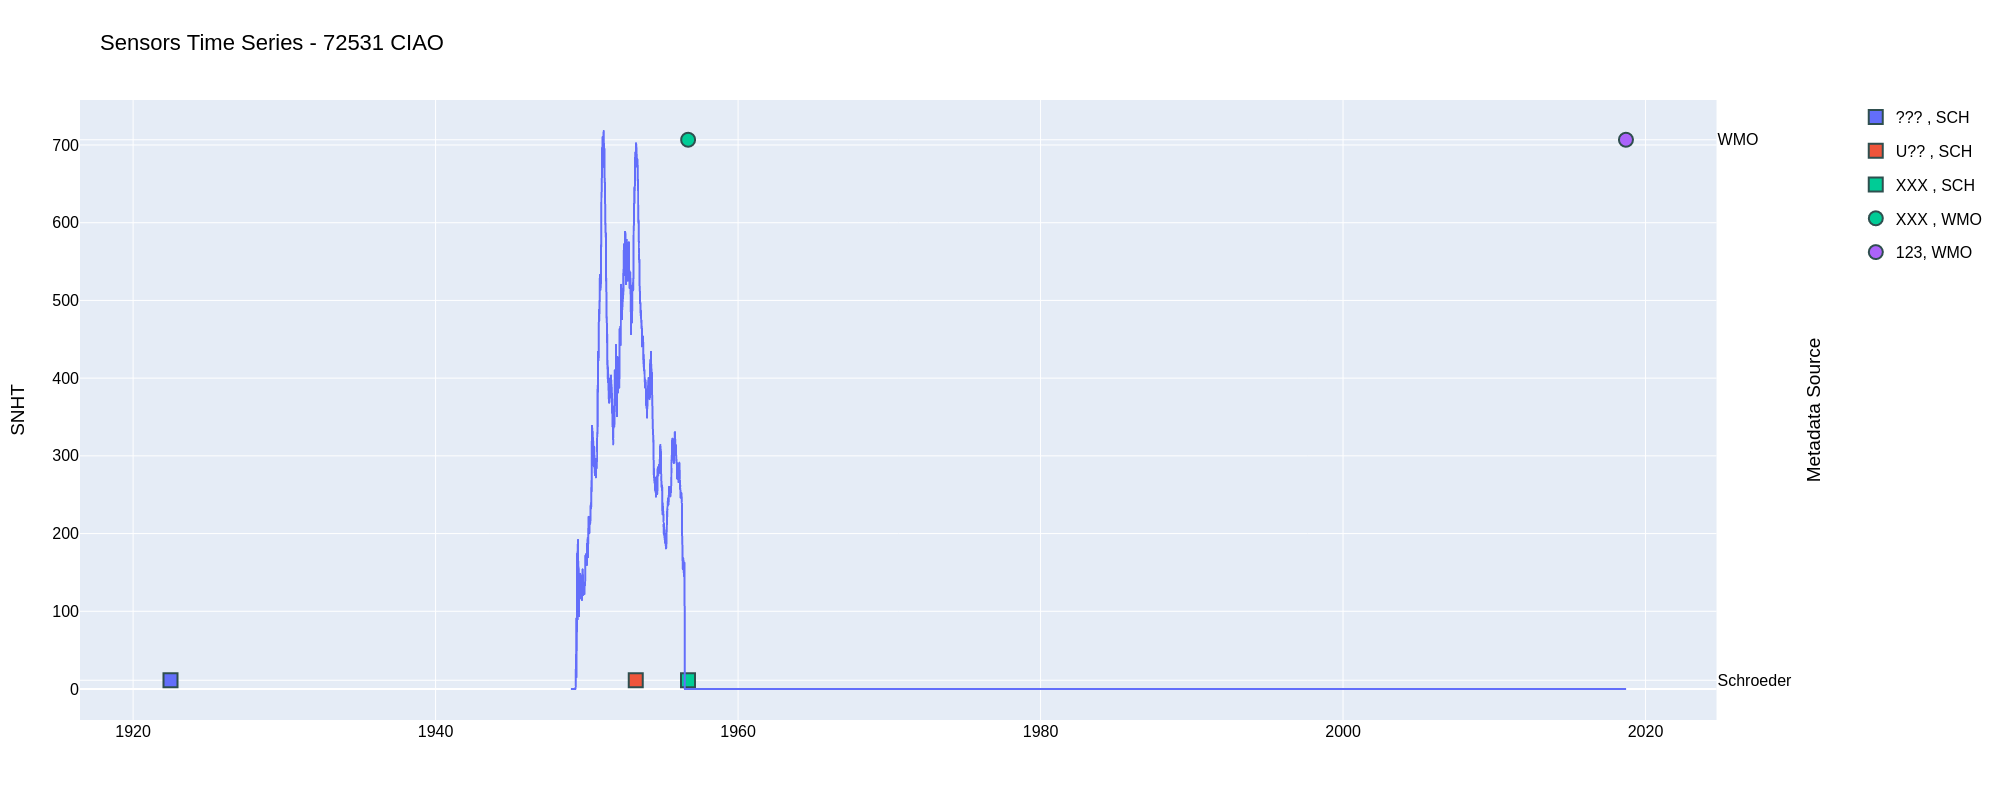 Sensors Time Series - 72531 CIAO
SNHT
700
600
500
400
300
200
100
0
1920
1940
1960
1980
2000
2020
WMO
Schroeder
Metadata Source
??? , SCH
U?? , SCH
XXX , SCH
XXX , WMO
123, WMO